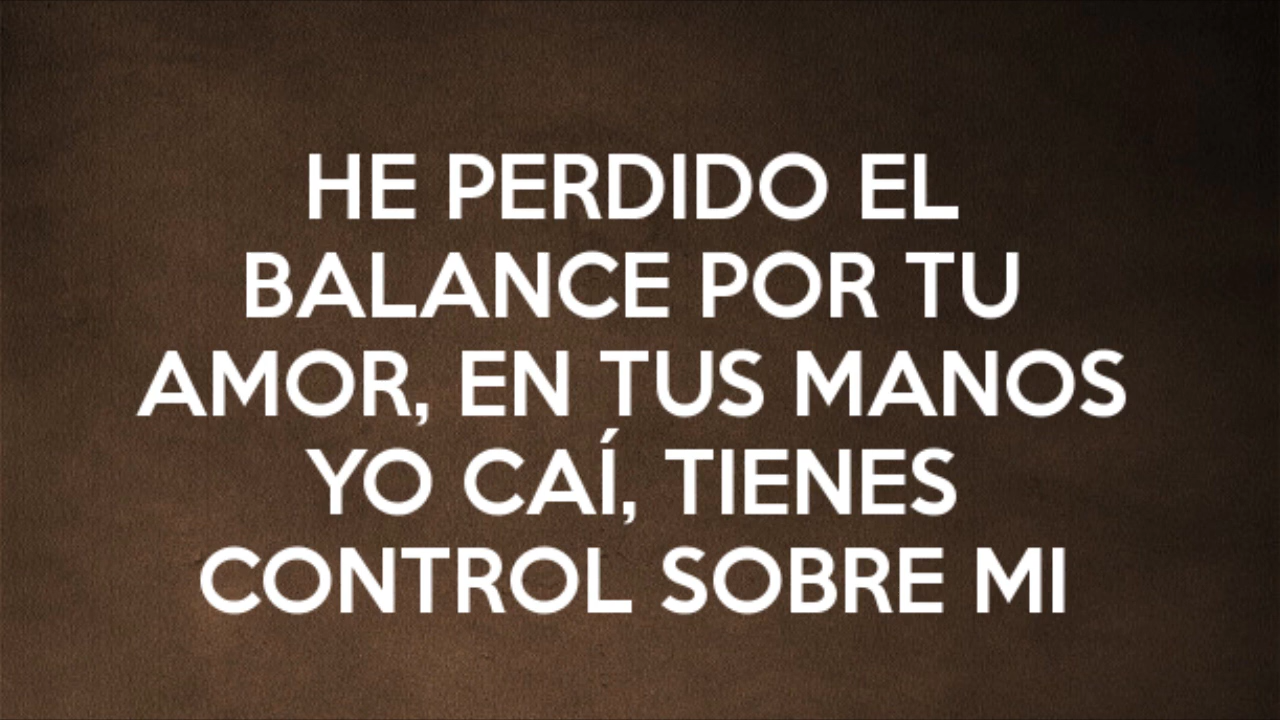 HE PERDIDO EL
BALANCE POR TU
AMOR, EN TUS MANOS
YO CAÍ, TIENES
CONTROL SOBRE MI